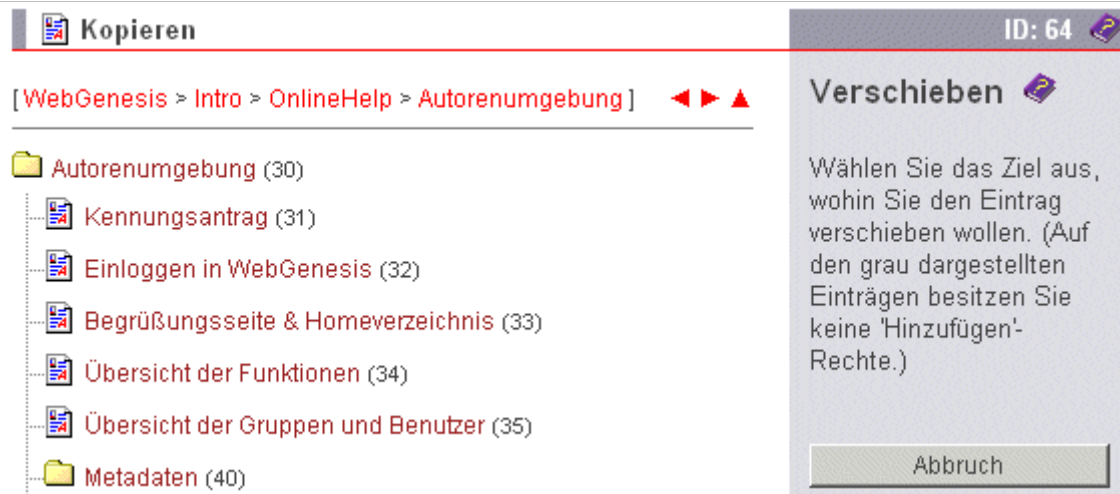 Kopieren
ID: 64
[ WebGenesis > Intro > OnlineHelp > Autorenumgebung ]
Autorenumgebung (30)
Kennungsantrag (31)
Einloggen in WebGenesis (32)
Begrüßungsseite & Homeverzeichnis (33)
Übersicht der Funktionen (34)
Übersicht der Gruppen und Benutzer (35)
Metadaten (40)
Verschieben
Wählen Sie das Ziel aus,
wohin Sie den Eintrag
verschieben wollen. (Auf
den grau dargestellten
Einträgen besitzen Sie
keine 'Hinzufügen'-
Rechte.)
Abbruch